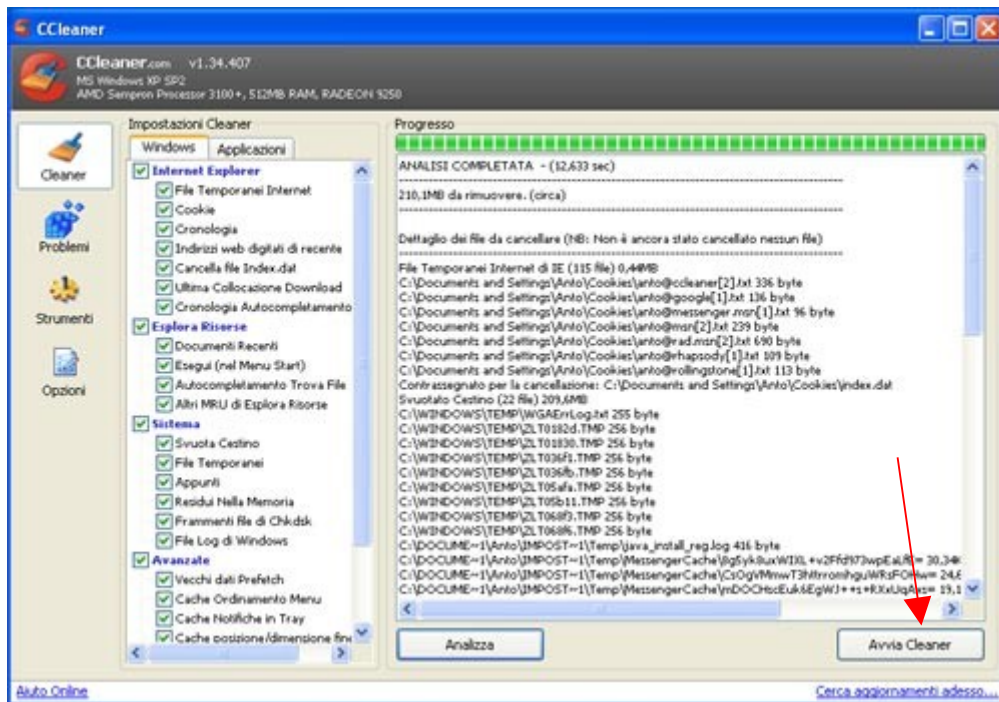 CCleaner
CCleaner.com v1.34.407
MS Windows XP SP2
AMD Sempron Processor 3100+, 512MB RAM, RADEON 9250
Cleaner
Problemi
Strumenti
Opzioni
Impostazioni Cleaner
Windows Applicazioni
Internet Explorer
File Temporanei Internet
Cookie
Cronologia
Indirizzi web digitati di recente
Cancella file Index.dat
Ultima Collocazione Download
Cronologia Autocompletamento
Esplora Risorse
Documenti Recenti
Esegui (nel Menu Start)
Autocompletamento Trova File
Altri MRU di Esplora Risorse
Sistema
Svuota Cestino
File Temporanei
Appunti
Residui Nella Memoria
Frammenti file di Chkdsk
File Log di Windows
Avanzate
Vecchi dati Prefetch
Cache Ordinamento Menu
Cache Notifiche in Tray
Cache posizione/dimensione fine
Progresso
ANALISI COMPLETATA - (12,633 sec)
210,1MB da rimuovere. (circa)
Dettaglio dei file da cancellare (NB: Non è ancora stato cancellato nessun file)
File Temporanei Internet di IE (115 file) 0,44MB
C:\Documents and Settings\Anto\Cookies\anto@ccleaner[2].txt 336 byte
C:\Documents and Settings\Anto\Cookies\anto@google[1].txt 136 byte
C:\Documents and Settings\Anto\Cookies\anto@messenger.msn[1].txt 96 byte
C:\Documents and Settings\Anto\Cookies\anto@msn[2].txt 239 byte
C:\Documents and Settings\Anto\Cookies\anto@rad.msn[2].txt 690 byte
C:\Documents and Settings\Anto\Cookies\anto@rhapsody[1].txt 109 byte
C:\Documents and Settings\Anto\Cookies\anto@rollingstone[1].txt 113 byte
Contrassegnato per la cancellazione: C:\Documents and Settings\Anto\Cookies\index.dat
Svuotato Cestino (22 file) 209,6MB
C:\WINDOWS\TEMP\WGAErrLog.txt 255 byte
C:\WINDOWS\TEMP\ZLT0182d.TMP 256 byte
C:\WINDOWS\TEMP\ZLT01830.TMP 256 byte
C:\WINDOWS\TEMP\ZLT036f1.TMP 256 byte
C:\WINDOWS\TEMP\ZLT036fb.TMP 256 byte
C:\WINDOWS\TEMP\ZLT05afa.TMP 256 byte
C:\WINDOWS\TEMP\ZLT05b11.TMP 256 byte
C:\WINDOWS\TEMP\ZLT068f3.TMP 256 byte
C:\WINDOWS\TEMP\ZLT068f6.TMP 256 byte
C:\DOCUME~1\Anto\IMPOST~1\Temp\java_install_reg.log 416 byte
Analizza
Avvia Cleaner
Aiuto Online
Cerca aggiornamenti adesso...